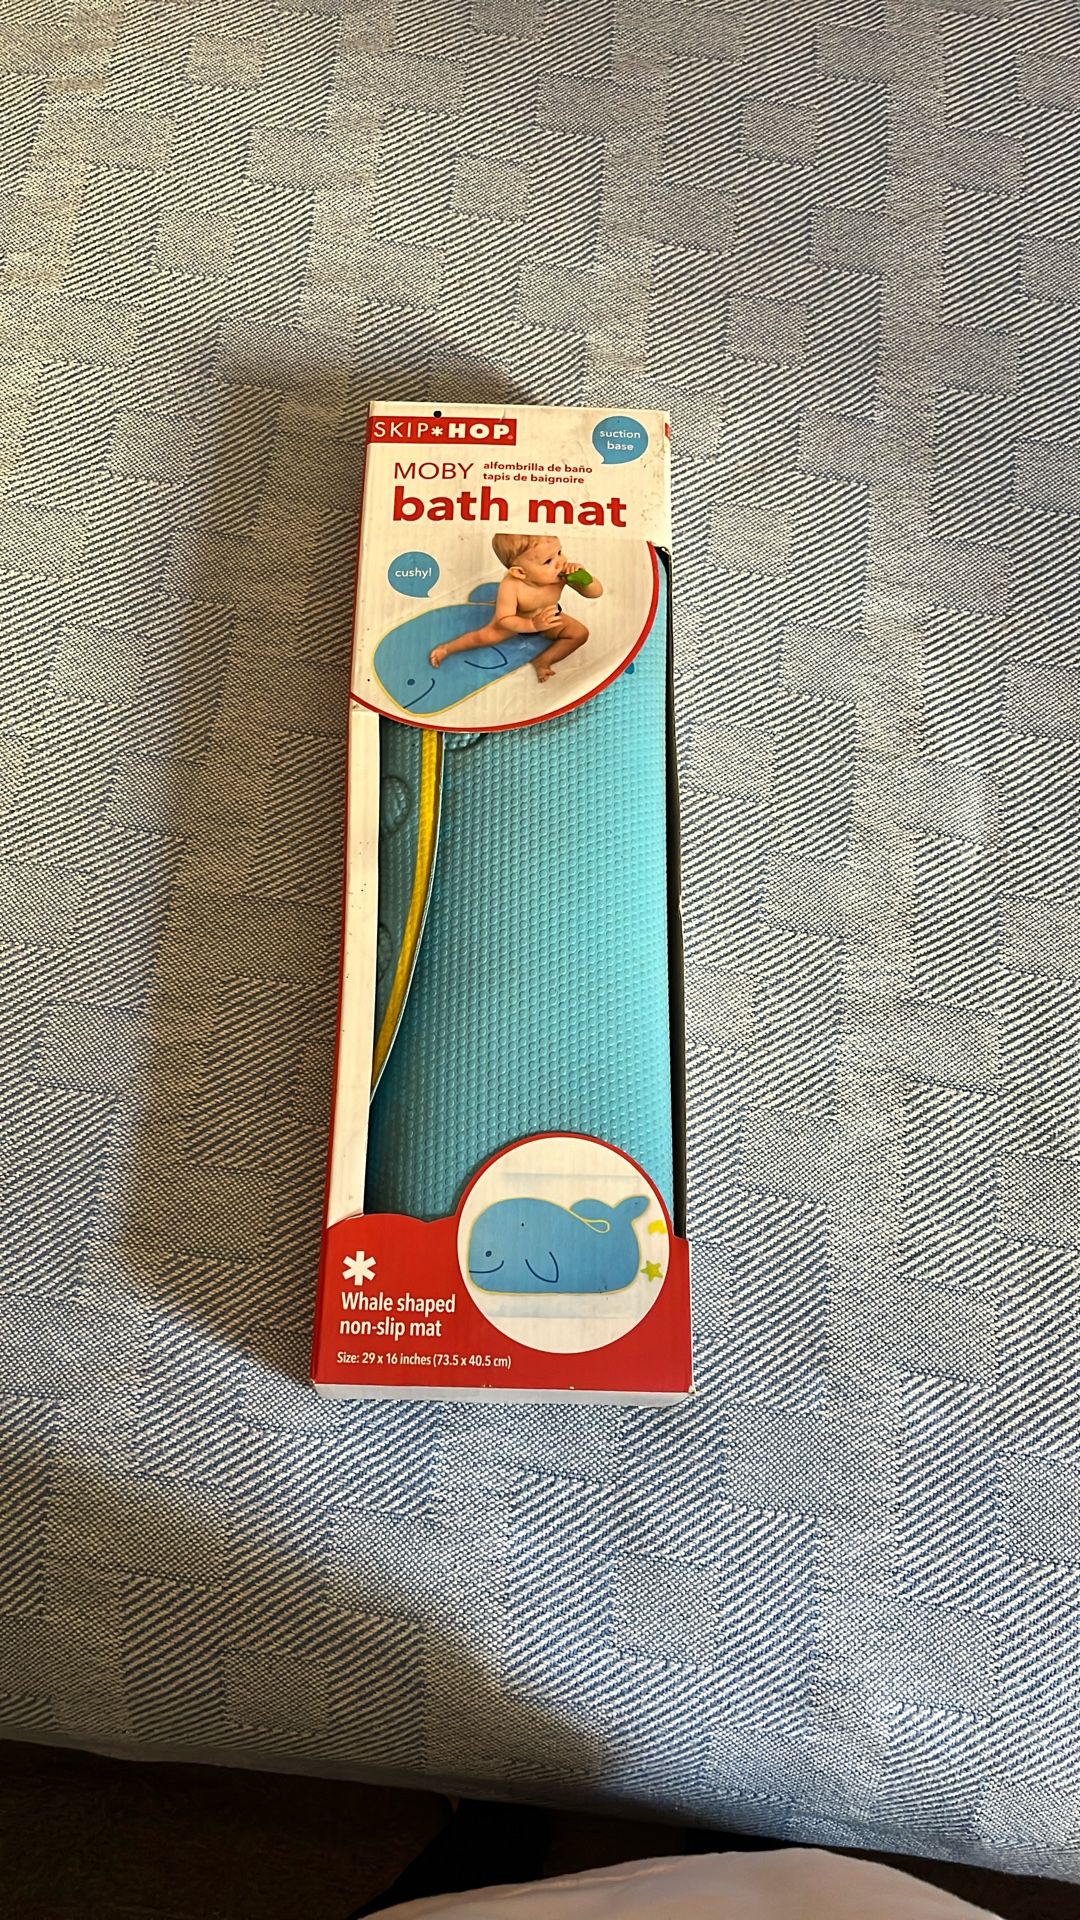 SKIP*HOP
suction
base
MOBY alfombrilla de baño
tapis de baignoire
bath mat
cushy!
Whale shaped
non-slip mat
Size: 29 x 16 inches (73.5 x 40.5 cm)